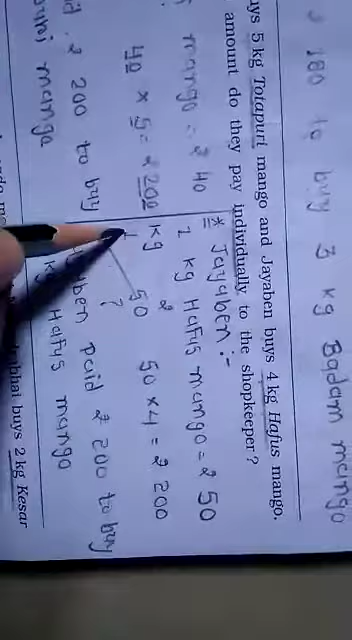 180 to buy 3 kg Badam mango
ys 5 kg Totapuri mango and Jayaben buys 4 kg Hafus mango.
amount do they pay individually to the shopkeeper?
mango = ₹ 40
40 × 5 = ₹ 200
₹ 200 to buy
mango
* Jayaben :-
1 kg Hafus mango = ₹ 50
kg ₹
50 50 × 4 = ₹ 200
?
ben paid ₹ 200 to buy
kg Hafus mango
bhai buys 2 kg Kesar